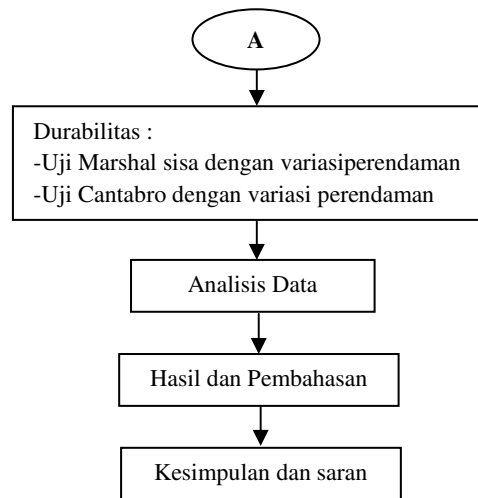 A
Durabilitas :
-Uji Marshal sisa dengan variasiperendaman
-Uji Cantabro dengan variasi perendaman
Analisis Data
Hasil dan Pembahasan
Kesimpulan dan saran